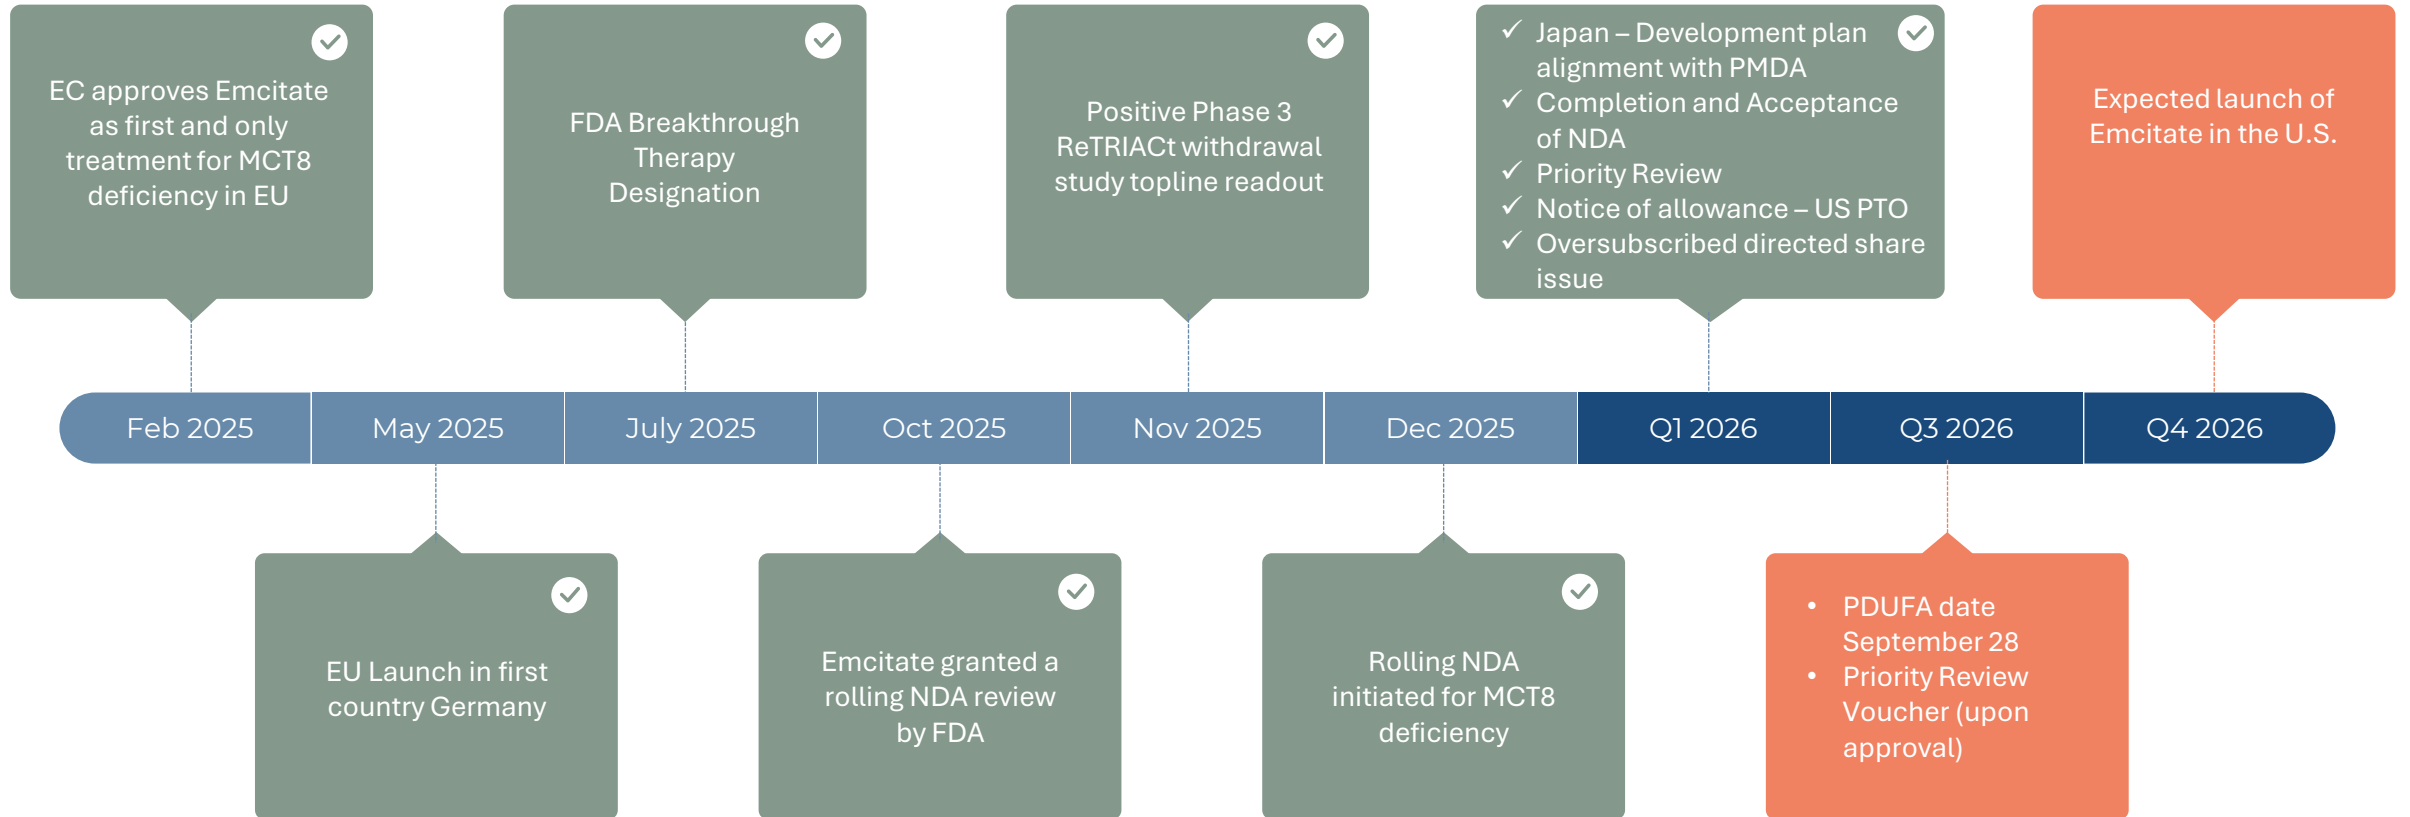 EC approves Emcitate
as first and only
treatment for MCT8
deficiency in EU
FDA Breakthrough
Therapy
Designation
Positive Phase 3
ReTRIACt withdrawal
study topline readout
✓ Japan – Development plan
alignment with PMDA
✓ Completion and Acceptance
of NDA
✓ Priority Review
✓ Notice of allowance – US PTO
✓ Oversubscribed directed share
issue
Expected launch of
Emcitate in the U.S.
Feb 2025
May 2025
July 2025
Oct 2025
Nov 2025
Dec 2025
Q1 2026
Q3 2026
Q4 2026
EU Launch in first
country Germany
Emcitate granted a
rolling NDA review
by FDA
Rolling NDA
initiated for MCT8
deficiency
• PDUFA date
September 28
• Priority Review
Voucher (upon
approval)